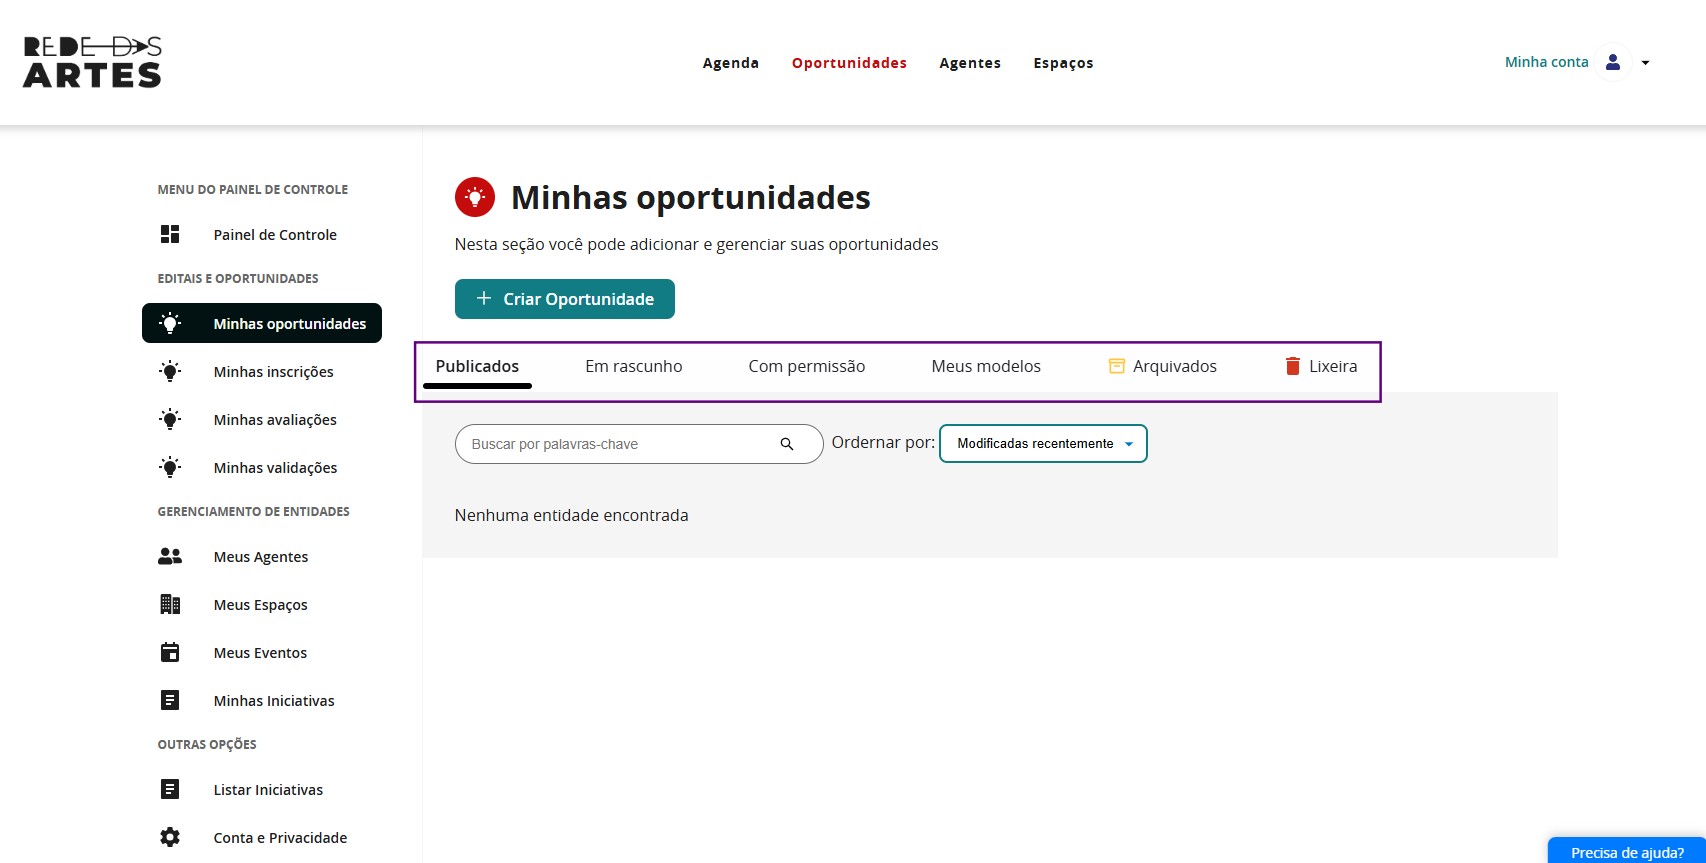 REDE DAS
ARTES
Agenda Oportunidades Agentes Espaços
Minha conta
MENU DO PAINEL DE CONTROLE
Painel de Controle
EDITAIS E OPORTUNIDADES
Minhas oportunidades
Minhas inscrições
Minhas avaliações
Minhas validações
GERENCIAMENTO DE ENTIDADES
Meus Agentes
Meus Espaços
Meus Eventos
Minhas Iniciativas
OUTRAS OPÇÕES
Listar Iniciativas
Conta e Privacidade
Minhas oportunidades
Nesta seção você pode adicionar e gerenciar suas oportunidades
+ Criar Oportunidade
Publicados Em rascunho Com permissão Meus modelos Arquivados Lixeira
Buscar por palavras-chave Ordernar por: Modificadas recentemente
Nenhuma entidade encontrada
Precisa de ajuda?